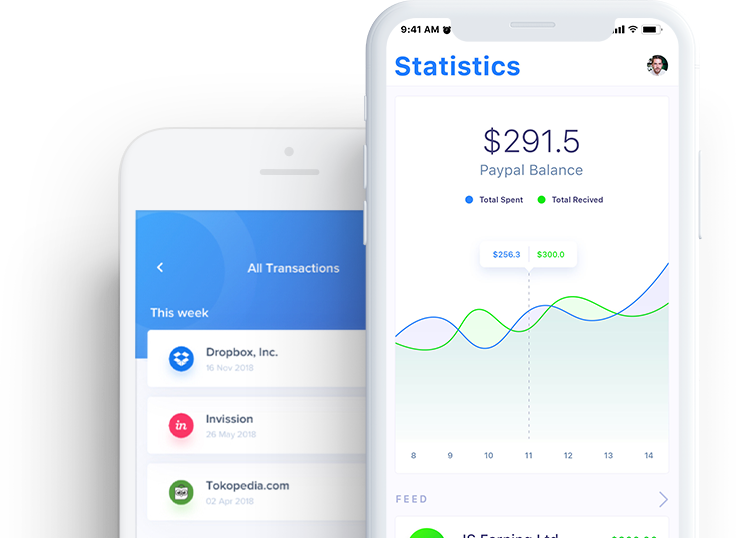 9:41 AM
Statistics
$291.5
Paypal Balance
Total Spent
Total Recived
$256.3
$300.0
8 9 10 11 12 13 14
FEED
All Transactions
This week
Dropbox, Inc.
16 Nov 2018
in
Invission
26 May 2018
Tokopedia.com
02 Apr 2018